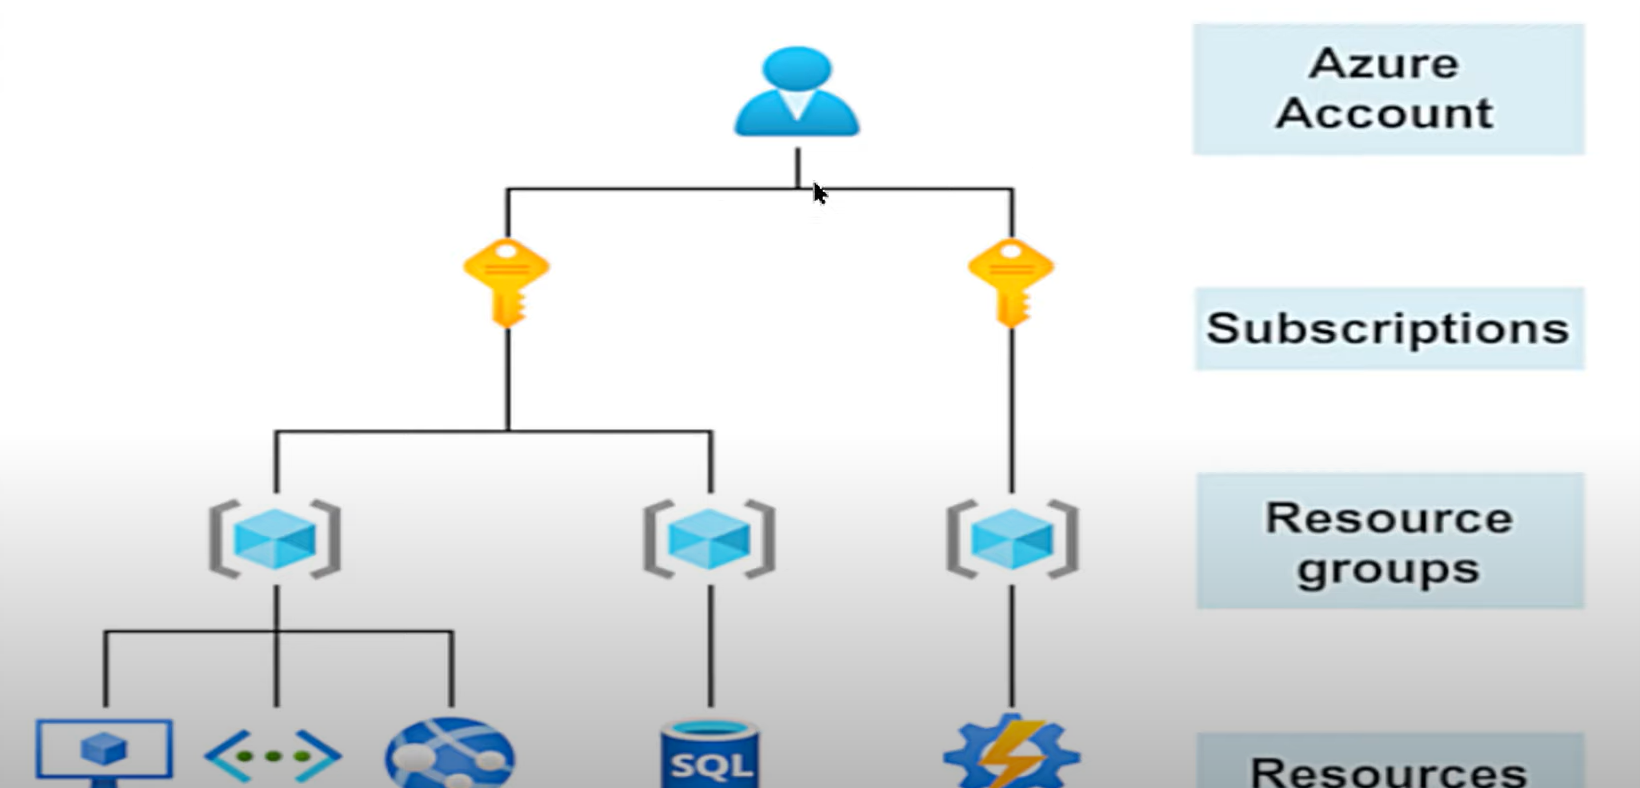 Azure
Account
Subscriptions
Resource
groups
SQL
Resources